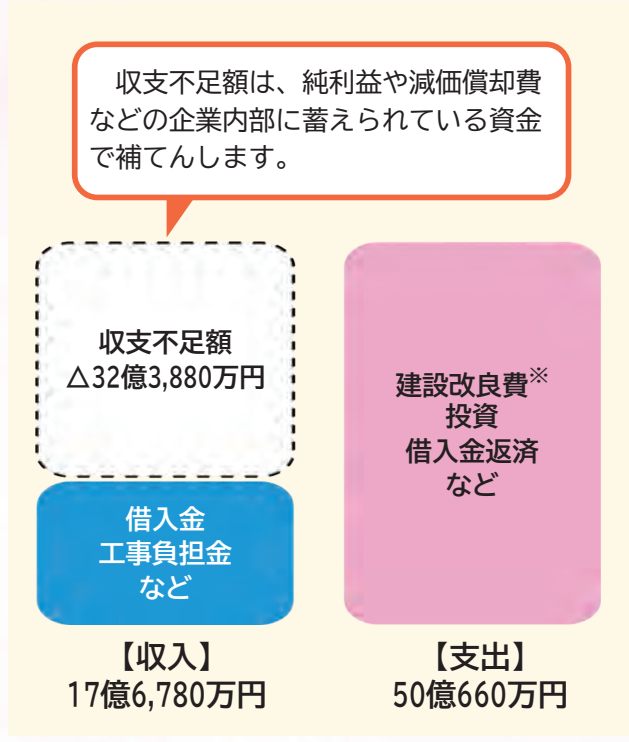 収支不足額は、純利益や減価償却費
などの企業内部に蓄えられている資金
で補てんします。
収支不足額
△32億3,880万円
借入金
工事負担金
など
【収入】
17億6,780万円
建設改良費※
投資
借入金返済
など
【支出】
50億660万円